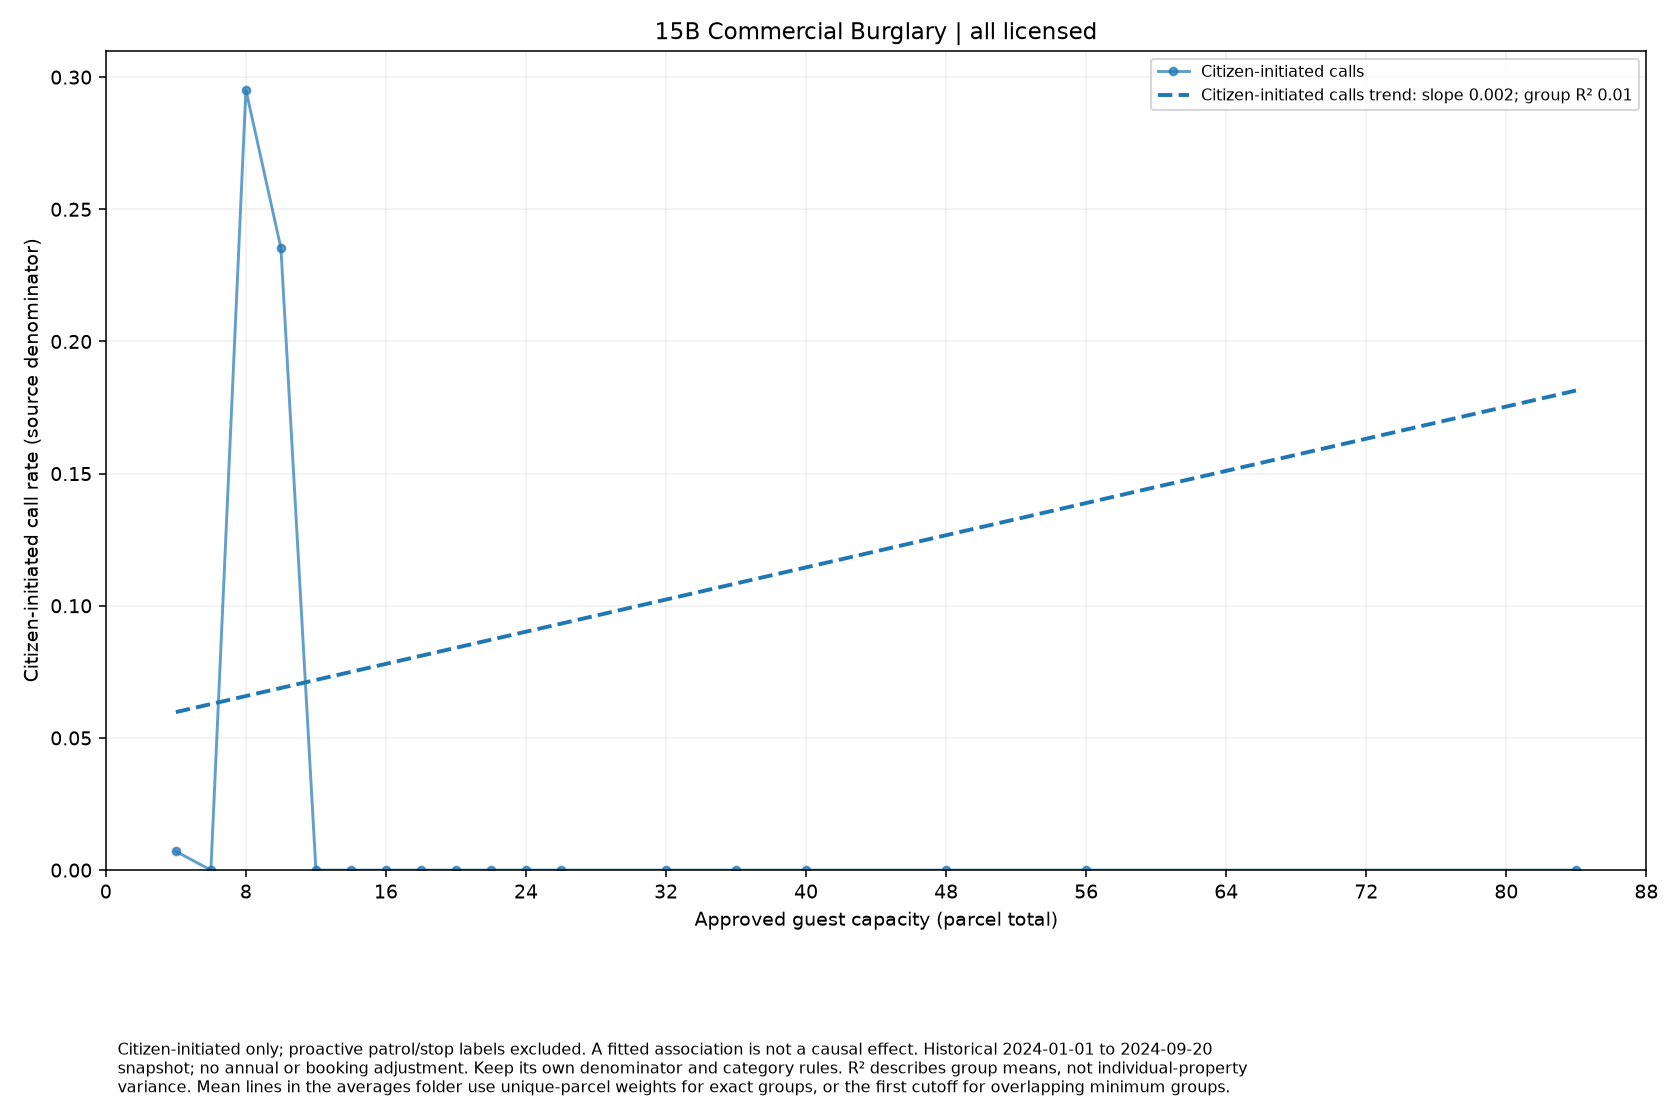 15B Commercial Burglary | all licensed
Citizen-initiated calls
Citizen-initiated calls trend: slope 0.002; group R² 0.01
Citizen-initiated call rate (source denominator)
0.30
0.25
0.20
0.15
0.10
0.05
0.00
0 8 16 24 32 40 48 56 64 72 80 88
Approved guest capacity (parcel total)
Citizen-initiated only; proactive patrol/stop labels excluded. A fitted association is not a causal effect. Historical 2024-01-01 to 2024-09-20
snapshot; no annual or booking adjustment. Keep its own denominator and category rules. R² describes group means, not individual-property
variance. Mean lines in the averages folder use unique-parcel weights for exact groups, or the first cutoff for overlapping minimum groups.